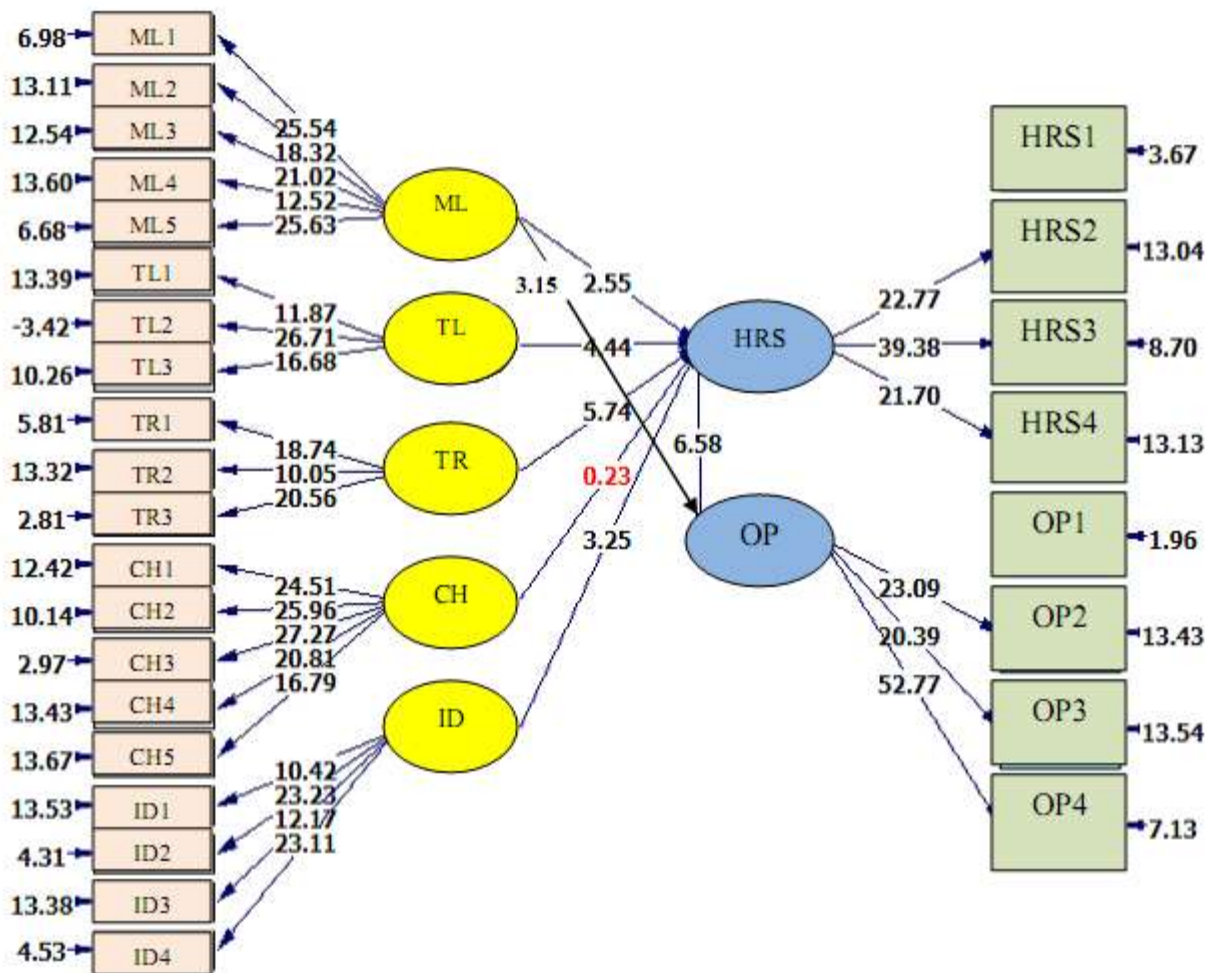 6.98 ML1
13.11 ML2
12.54 ML3
13.60 ML4
6.68 ML5
13.39 TL1
-3.42 TL2
10.26 TL3
5.81 TR1
13.32 TR2
2.81 TR3
12.42 CH1
10.14 CH2
2.97 CH3
13.43 CH4
13.67 CH5
13.53 ID1
4.31 ID2
13.38 ID3
4.53 ID4
25.54
18.32
21.02
12.52
25.63
11.87
26.71
16.68
18.74
10.05
20.56
24.51
25.96
27.27
20.81
16.79
10.42
23.23
12.17
23.11
ML
TL
TR
CH
ID
2.55
3.15
4.44
5.74
0.23
3.25
6.58
HRS
OP
22.77
39.38
21.70
23.09
20.39
52.77
HRS1 3.67
HRS2 13.04
HRS3 8.70
HRS4 13.13
OP1 1.96
OP2 13.43
OP3 13.54
OP4 7.13